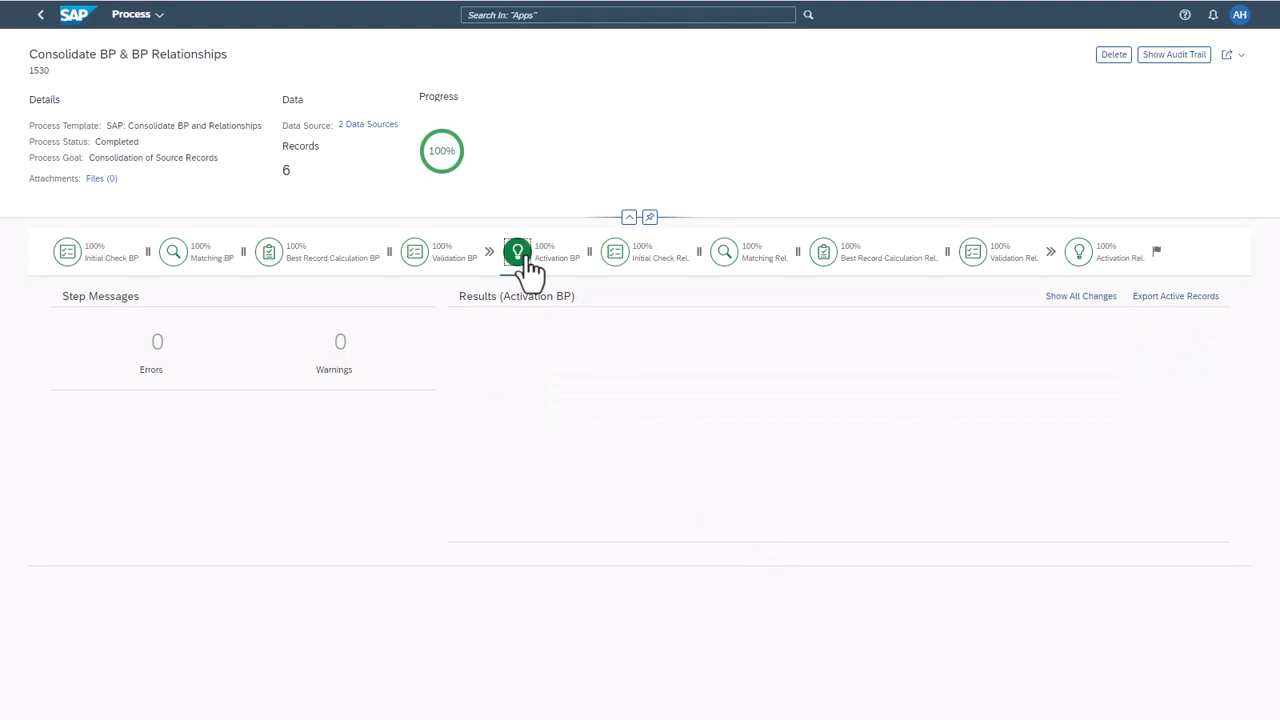 SAP Process Search In: "Apps" AH
Consolidate BP & BP Relationships
1530
Delete Show Audit Trail
Details
Process Template: SAP: Consolidate BP and Relationships
Process Status: Completed
Process Goal: Consolidation of Source Records
Attachments: Files (0)
Data
Data Source: 2 Data Sources
Records
6
Progress
100%
100%
Initial Check BP
100%
Matching BP
100%
Best Record Calculation BP
100%
Validation BP
100%
Activation BP
100%
Initial Check Rel.
100%
Matching Rel.
100%
Best Record Calculation Rel.
100%
Validation Rel.
100%
Activation Rel.
Step Messages
0
Errors
0
Warnings
Results (Activation BP)
Show All Changes Export Active Records